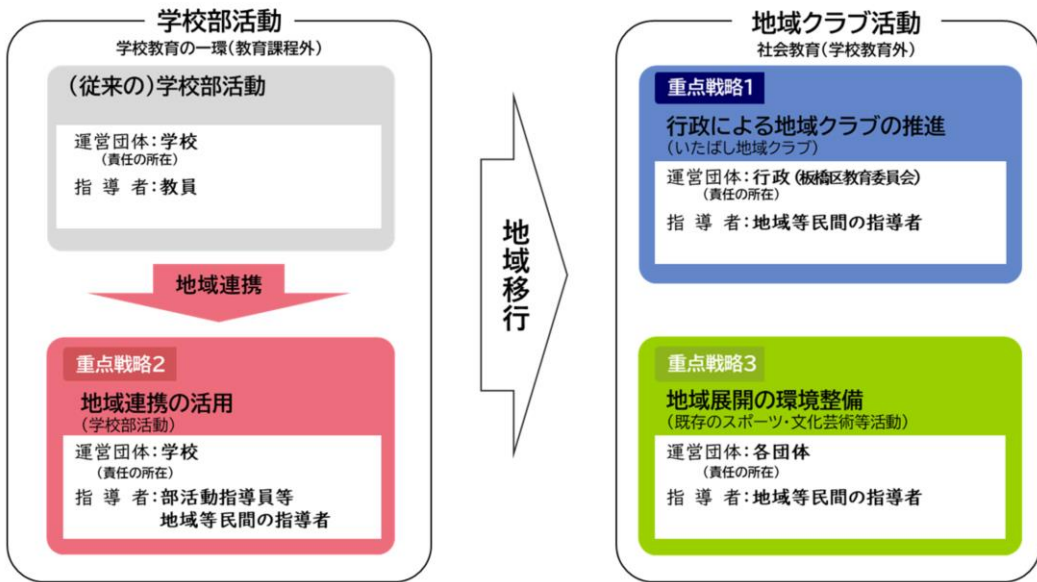 学校部活動
学校教育の一環(教育課程外)
(従来の)学校部活動
運営団体:学校
(責任の所在)
指 導 者:教員
地域連携
重点戦略2
地域連携の活用
(学校部活動)
運営団体:学校
(責任の所在)
指 導 者:部活動指導員等
地域等民間の指導者
地域移行
地域クラブ活動
社会教育(学校教育外)
重点戦略1
行政による地域クラブの推進
(いたばし地域クラブ)
運営団体:行政(板橋区教育委員会)
(責任の所在)
指 導 者:地域等民間の指導者
重点戦略3
地域展開の環境整備
(既存のスポーツ・文化芸術等活動)
運営団体:各団体
(責任の所在)
指 導 者:地域等民間の指導者